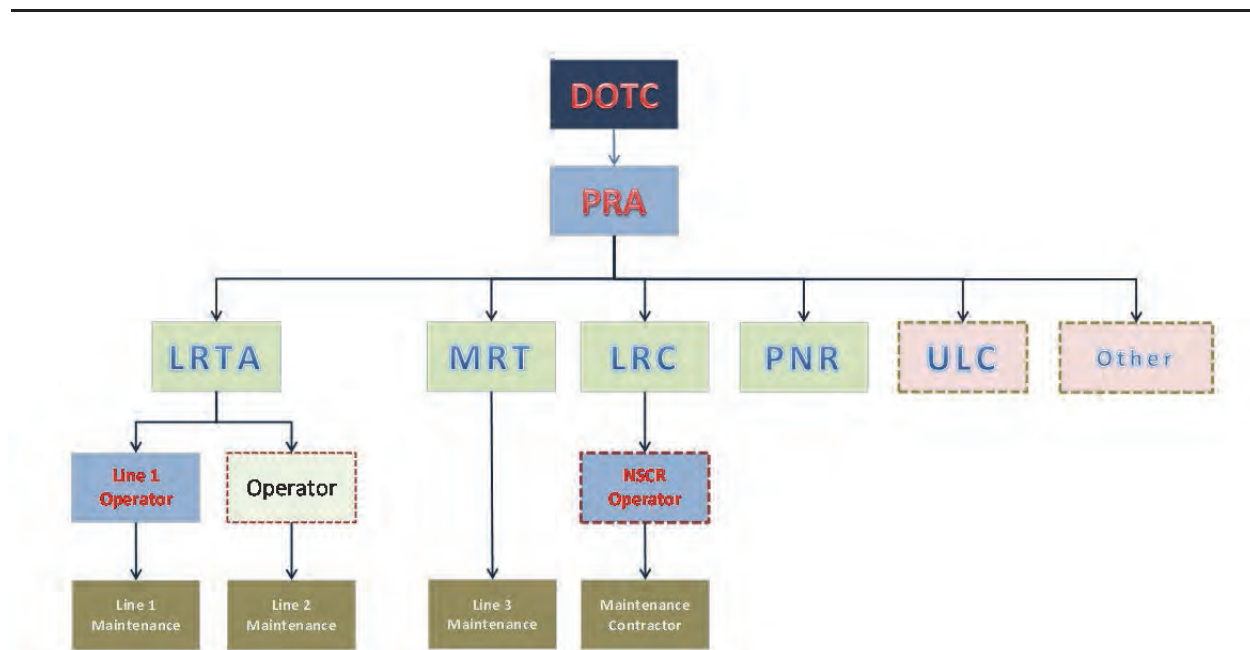 DOTC
PRA
LRTA
MRT
LRC
PNR
ULC
Other
Line 1
Operator
Operator
NSCR
Operator
Line 1
Maintenance
Line 2
Maintenance
Line 3
Maintenance
Maintenance
Contractor